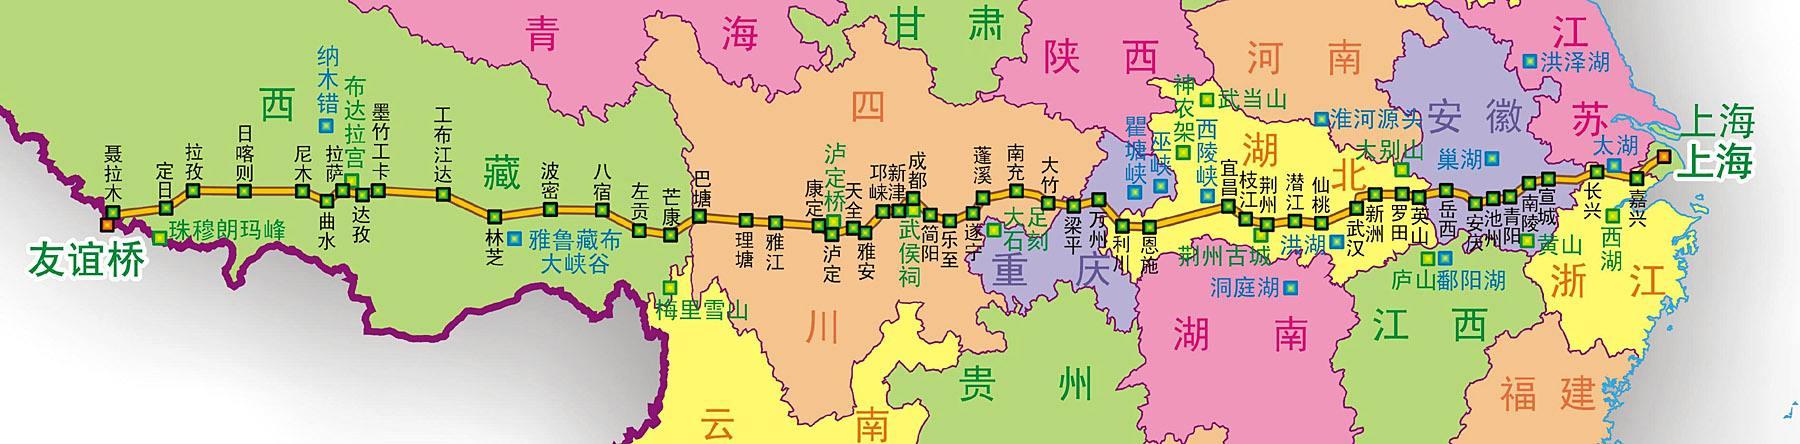 青 海
甘 肃
陕 西
河 南
江 苏
安 徽
西 藏
四 川
重 庆
湖 北
湖 南
江 西
浙 江
福 建
贵 州
云 南
上海
上海
友谊桥
聂拉木
定日
拉孜
日喀则
尼木
曲水
拉萨
达孜
墨竹工卡
工布江达
林芝
波密
八宿
左贡
芒康
巴塘
理塘
雅江
康定
泸定
天全
雅安
邛崃
新津
成都
简阳
乐至
遂宁
蓬溪
南充
大竹
梁平
万州
利川
恩施
宜昌
枝江
荆州
潜江
仙桃
武汉
新洲
罗田
英山
岳西
安庆
池州
青阳
南陵
宣城
长兴
嘉兴
纳木错
布达拉宫
珠穆朗玛峰
雅鲁藏布
大峡谷
梅里雪山
泸定桥
武侯祠
大足
石刻
瞿塘峡
巫峡
西陵峡
神农架
武当山
荆州古城
洪湖
洞庭湖
淮河源头
大别山
庐山
鄱阳湖
巢湖
黄山
洪泽湖
太湖
西湖